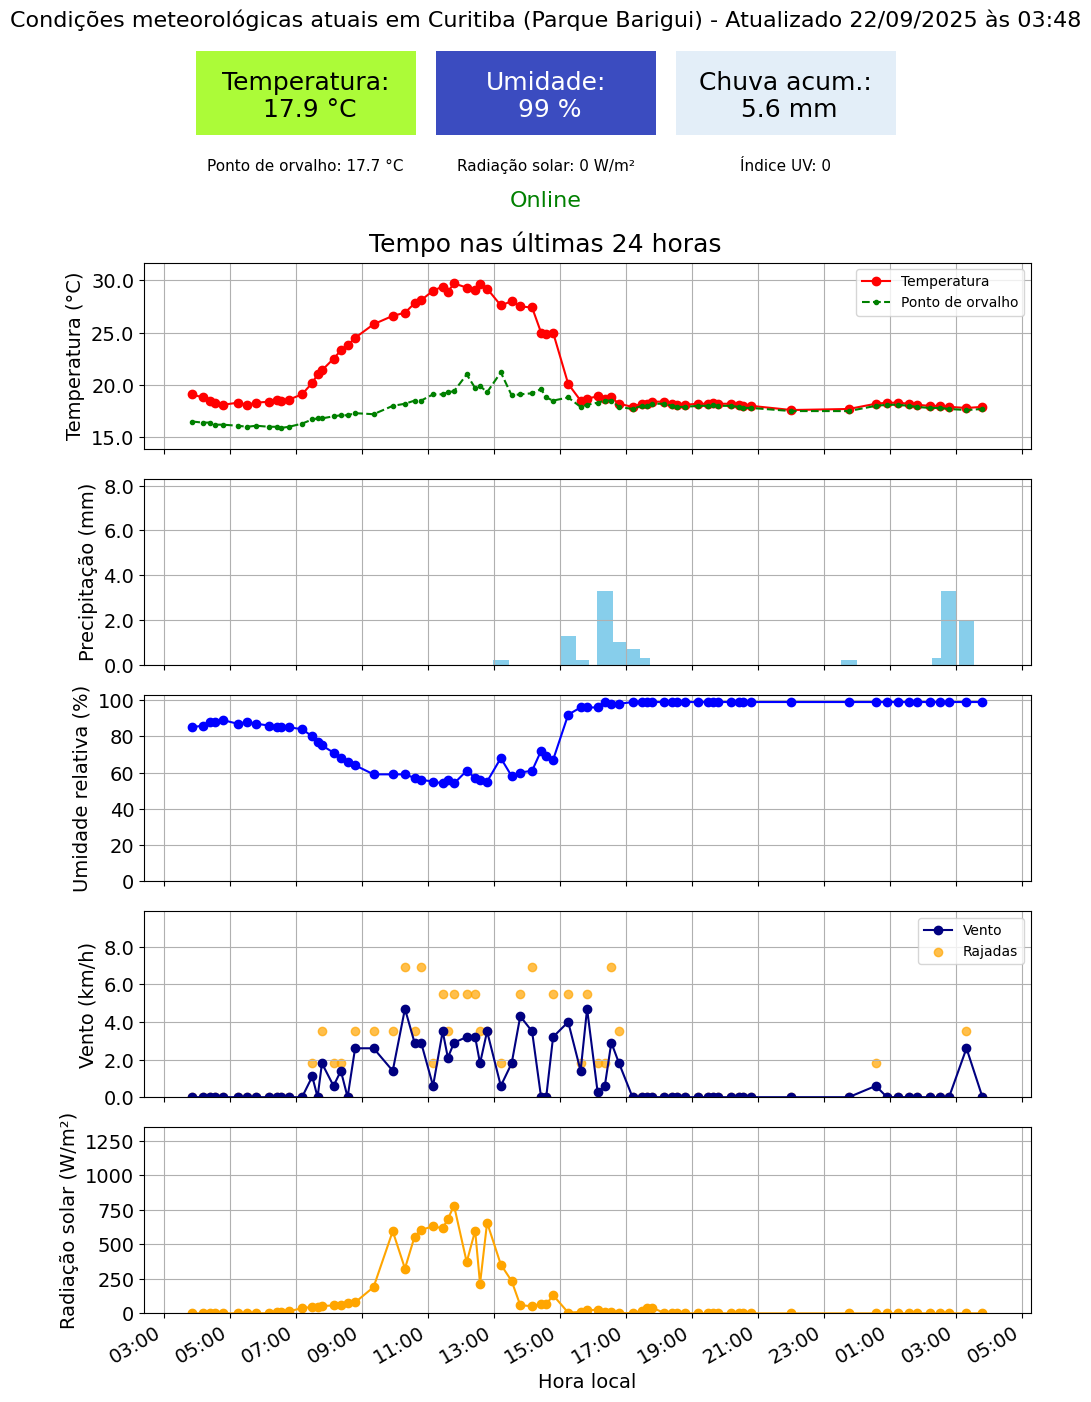 Condições meteorológicas atuais em Curitiba (Parque Barigui) - Atualizado 22/09/2025 às 03:48
Temperatura:
17.9 °C
Umidade:
99 %
Chuva acum.:
5.6 mm
Ponto de orvalho: 17.7 °C
Radiação solar: 0 W/m²
Índice UV: 0
Online
Tempo nas últimas 24 horas
Temperatura (°C)
30.0
25.0
20.0
15.0
Temperatura
Ponto de orvalho
Precipitação (mm)
8.0
6.0
4.0
2.0
0.0
Umidade relativa (%)
100
80
60
40
20
0
Vento (km/h)
8.0
6.0
4.0
2.0
0.0
Vento
Rajadas
Radiação solar (W/m²)
1250
1000
750
500
250
0
03:00 05:00 07:00 09:00 11:00 13:00 15:00 17:00 19:00 21:00 23:00 01:00 03:00 05:00
Hora local